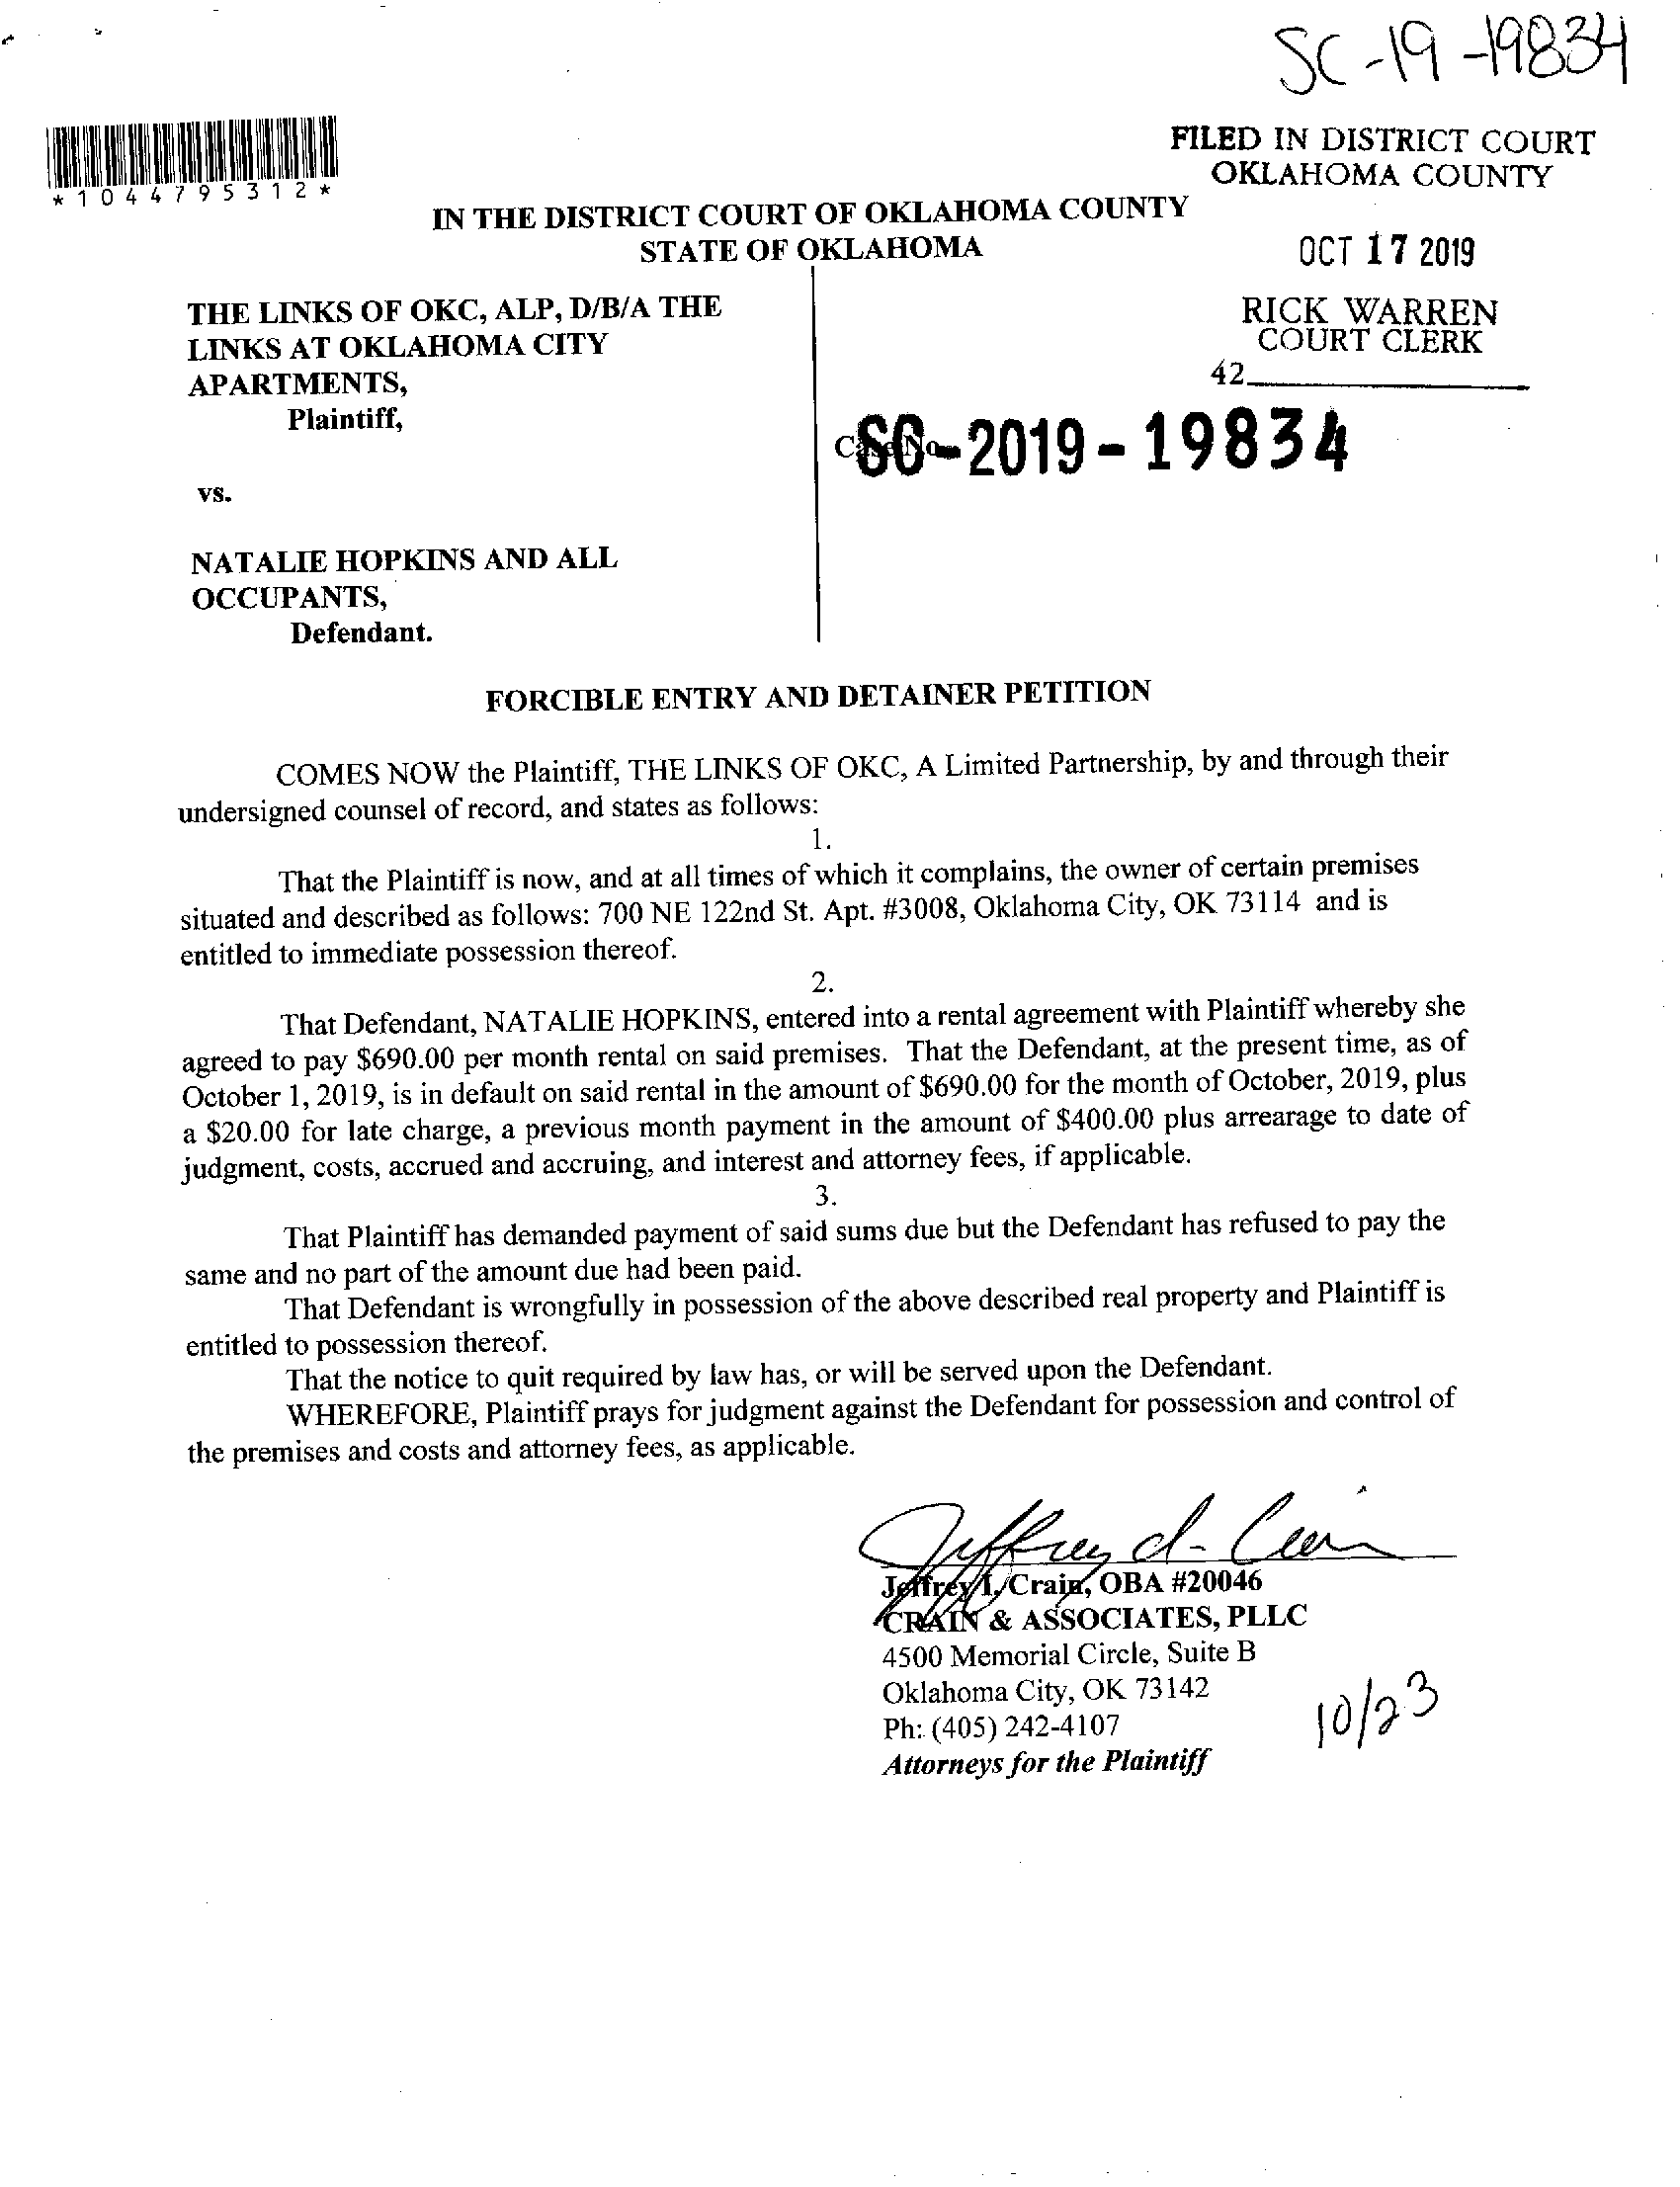 SC-19-19834
*1044795312*
FILED IN DISTRICT COURT
OKLAHOMA COUNTY
IN THE DISTRICT COURT OF OKLAHOMA COUNTY
STATE OF OKLAHOMA
OCT 17 2019
RICK WARREN
COURT CLERK
42
THE LINKS OF OKC, ALP, D/B/A THE
LINKS AT OKLAHOMA CITY
APARTMENTS,
Plaintiff,
Case No.
SC-2019-19834
vs.
NATALIE HOPKINS AND ALL
OCCUPANTS,
Defendant.
FORCIBLE ENTRY AND DETAINER PETITION
COMES NOW the Plaintiff, THE LINKS OF OKC, A Limited Partnership, by and through their
undersigned counsel of record, and states as follows:
1.
That the Plaintiff is now, and at all times of which it complains, the owner of certain premises
situated and described as follows: 700 NE 122nd St. Apt. #3008, Oklahoma City, OK 73114 and is
entitled to immediate possession thereof.
2.
That Defendant, NATALIE HOPKINS, entered into a rental agreement with Plaintiff whereby she
agreed to pay $690.00 per month rental on said premises. That the Defendant, at the present time, as of
October 1, 2019, is in default on said rental in the amount of $690.00 for the month of October, 2019, plus
a $20.00 for late charge, a previous month payment in the amount of $400.00 plus arrearage to date of
judgment, costs, accrued and accruing, and interest and attorney fees, if applicable.
3.
That Plaintiff has demanded payment of said sums due but the Defendant has refused to pay the
same and no part of the amount due had been paid.
That Defendant is wrongfully in possession of the above described real property and Plaintiff is
entitled to possession thereof.
That the notice to quit required by law has, or will be served upon the Defendant.
WHEREFORE, Plaintiff prays for judgment against the Defendant for possession and control of
the premises and costs and attorney fees, as applicable.
Jeffrey I. Crain, OBA #20046
CRAIN & ASSOCIATES, PLLC
4500 Memorial Circle, Suite B
Oklahoma City, OK 73142
Ph: (405) 242-4107
Attorneys for the Plaintiff
10/23